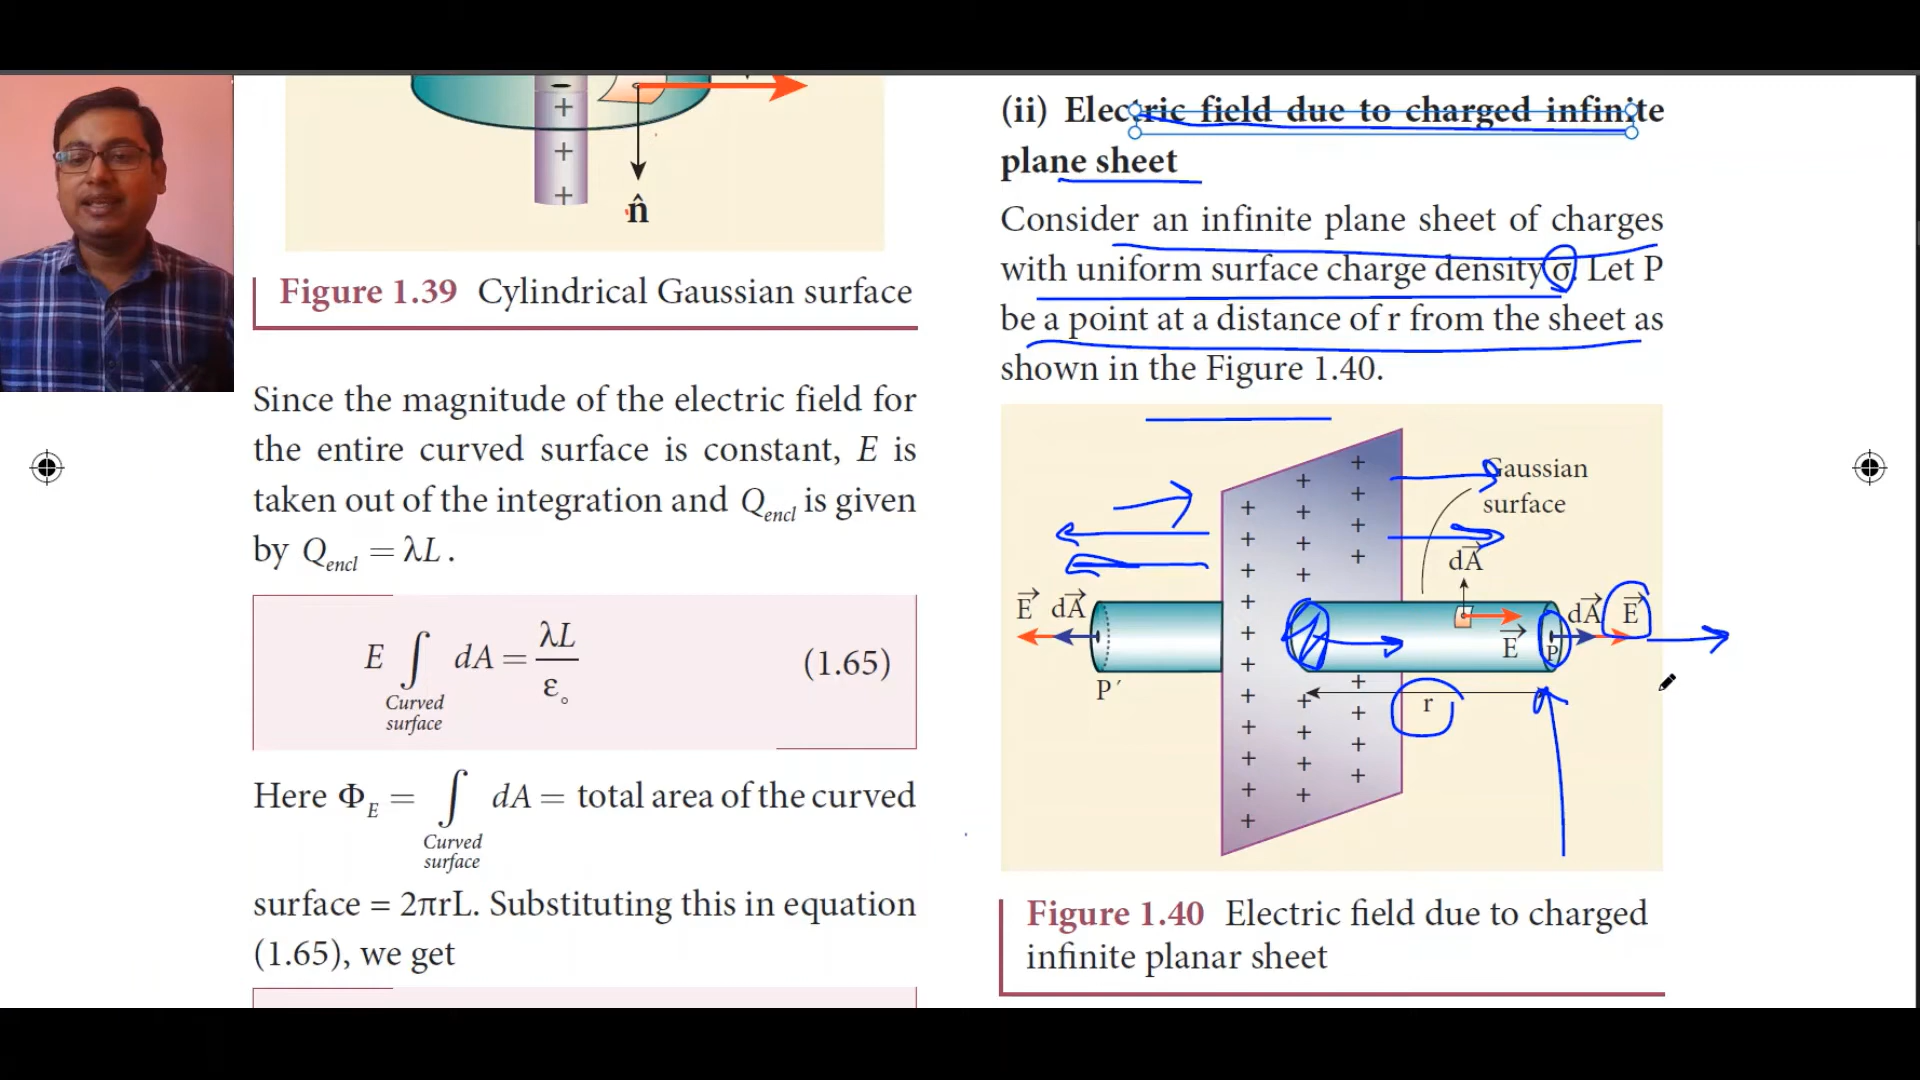 n̂
Figure 1.39 Cylindrical Gaussian surface
Since the magnitude of the electric field for
the entire curved surface is constant, E is
taken out of the integration and Q_encl is given
by Q_encl = λL.
E ∫ dA = λL / ε∘ (1.65)
Curved
surface
Here Φ_E = ∫ dA = total area of the curved
Curved
surface
surface = 2πrL. Substituting this in equation
(1.65), we get
(ii) Electric field due to charged infinite
plane sheet
Consider an infinite plane sheet of charges
with uniform surface charge density σ. Let P
be a point at a distance of r from the sheet as
shown in the Figure 1.40.
Gaussian
surface
dA⃗
E⃗ dA⃗
dA⃗ E⃗
E⃗
P
P′
r
Figure 1.40 Electric field due to charged
infinite planar sheet